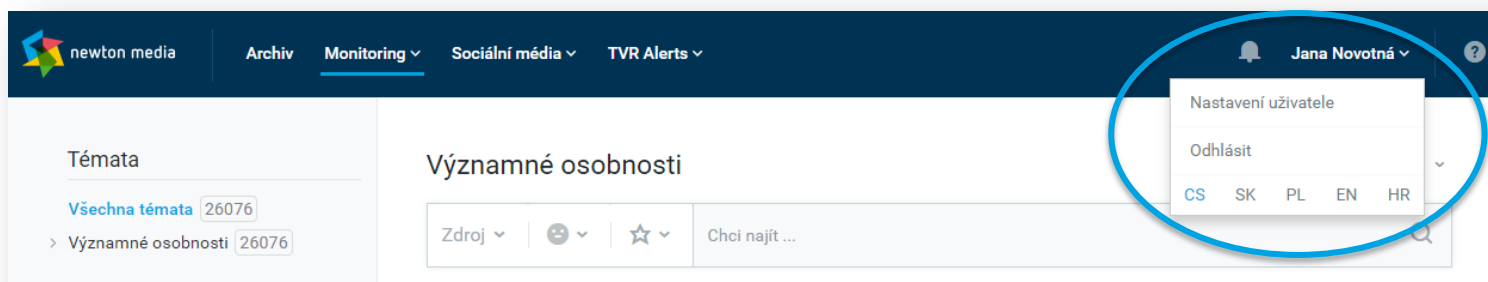 newton media Archiv Monitoring Sociální média TVR Alerts Jana Novotná ?
Nastavení uživatele
Odhlásit
CS SK PL EN HR
Témata
Všechna témata 26076
Významné osobnosti 26076
Významné osobnosti
Zdroj Chci najít ...